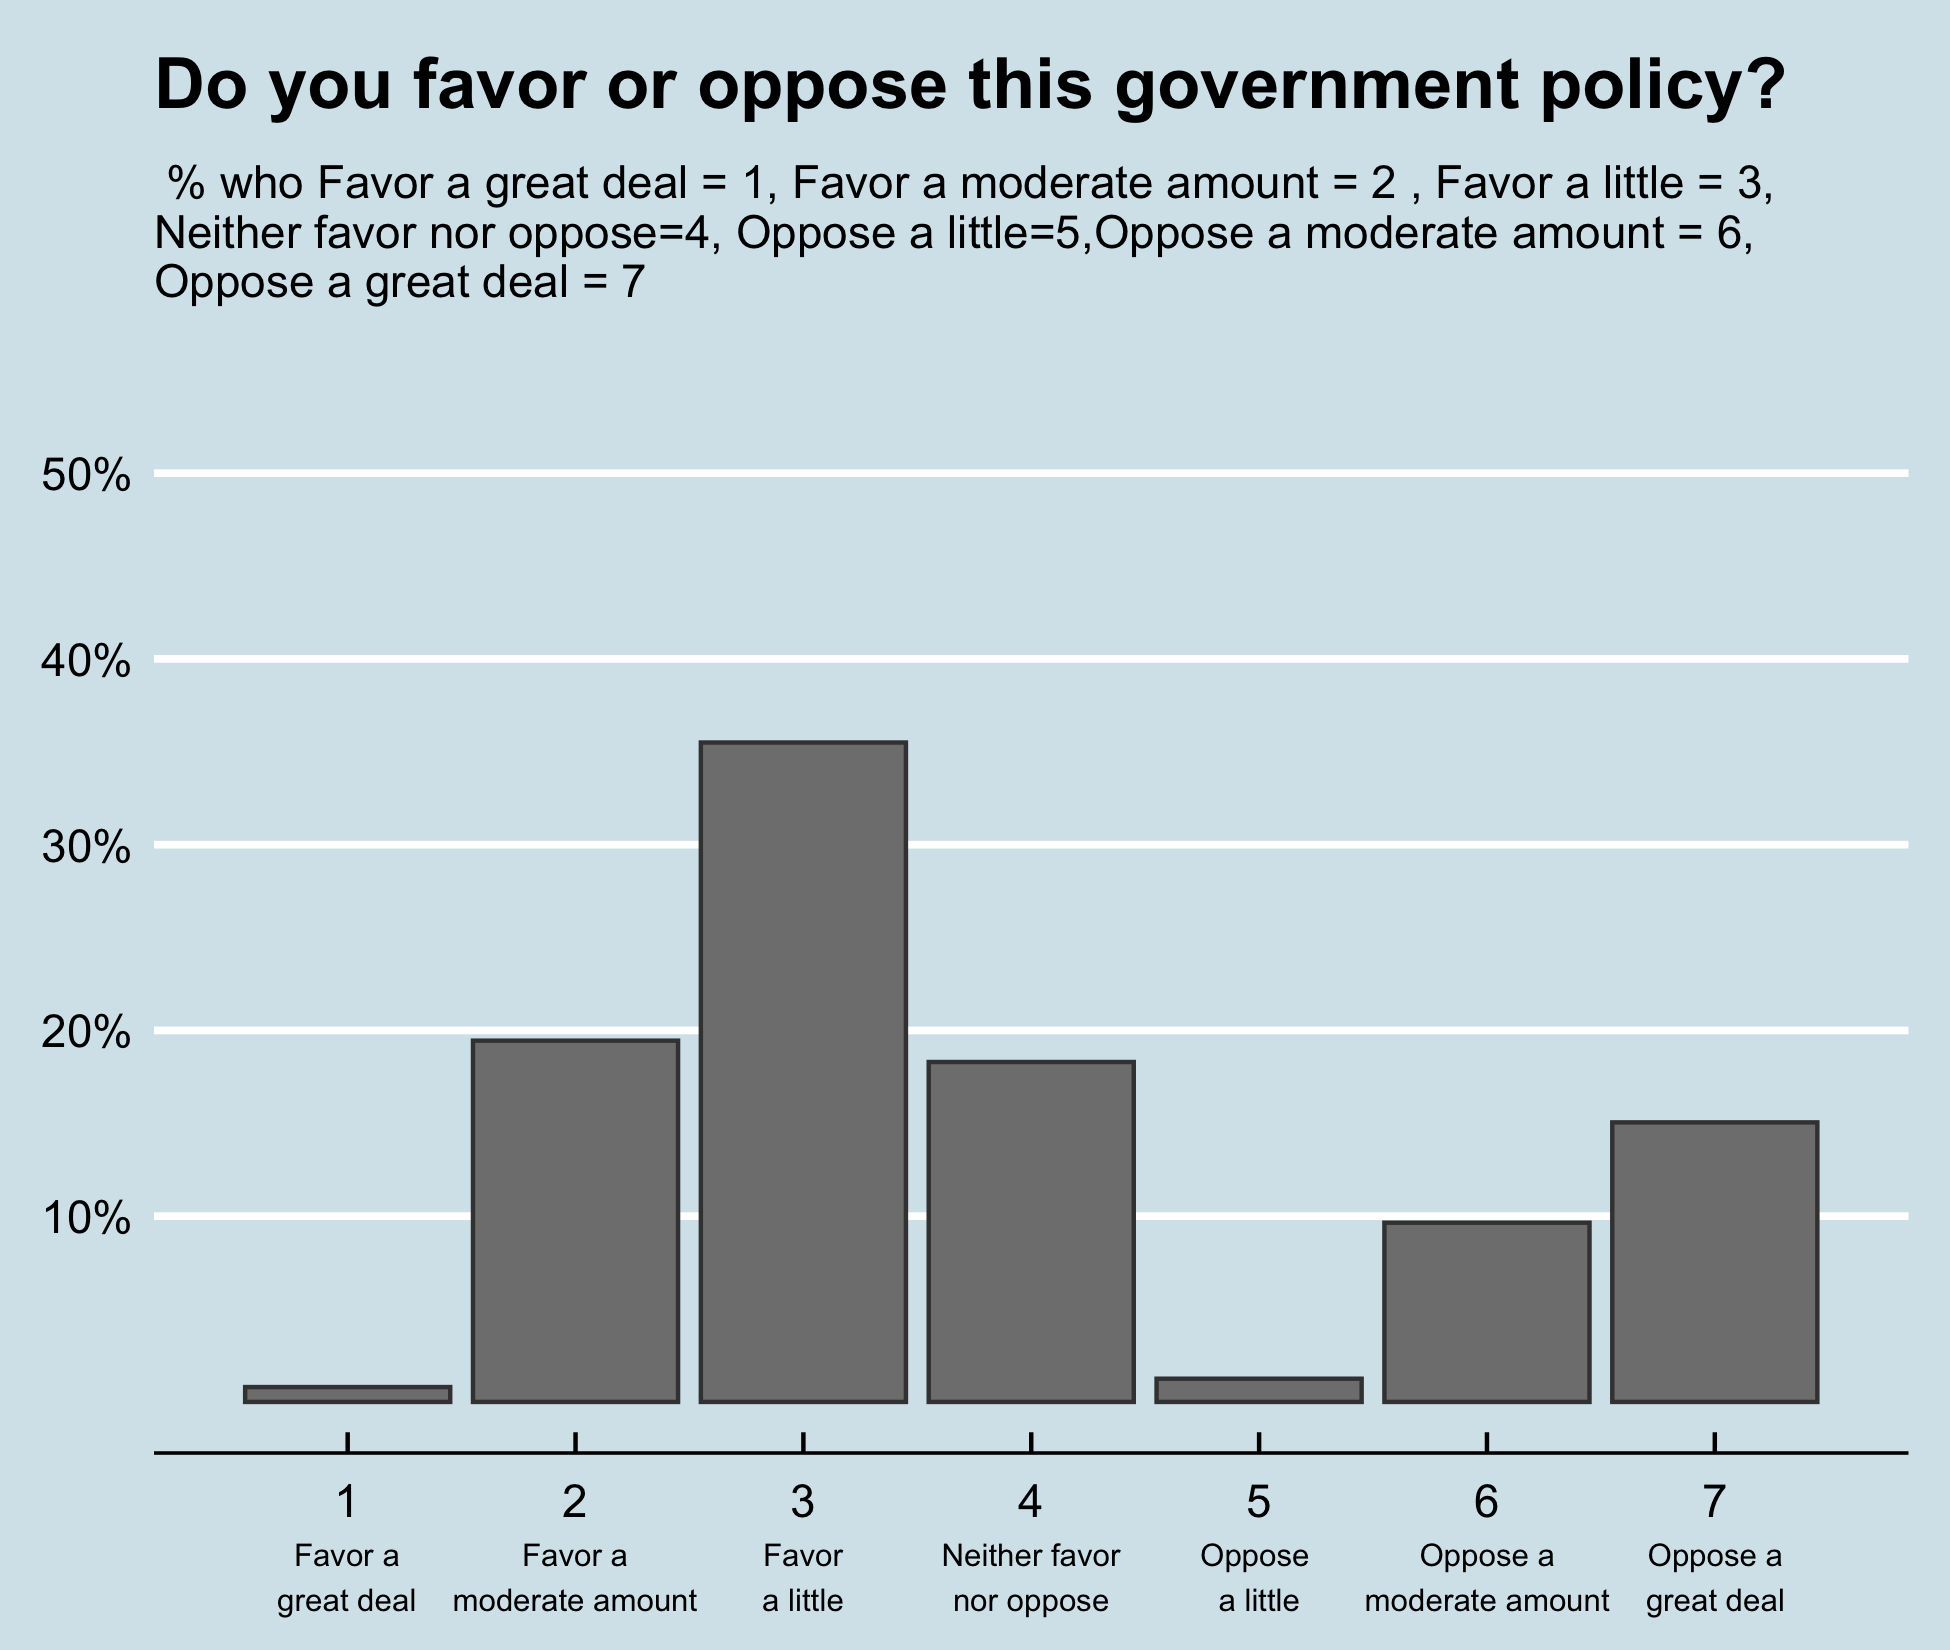 Do you favor or oppose this government policy?
% who Favor a great deal = 1, Favor a moderate amount = 2 , Favor a little = 3,
Neither favor nor oppose=4, Oppose a little=5,Oppose a moderate amount = 6,
Oppose a great deal = 7
50%
40%
30%
20%
10%
1 2 3 4 5 6 7
Favor a Favor a Favor Neither favor Oppose Oppose a Oppose a
great deal moderate amount a little nor oppose a little moderate amount great deal